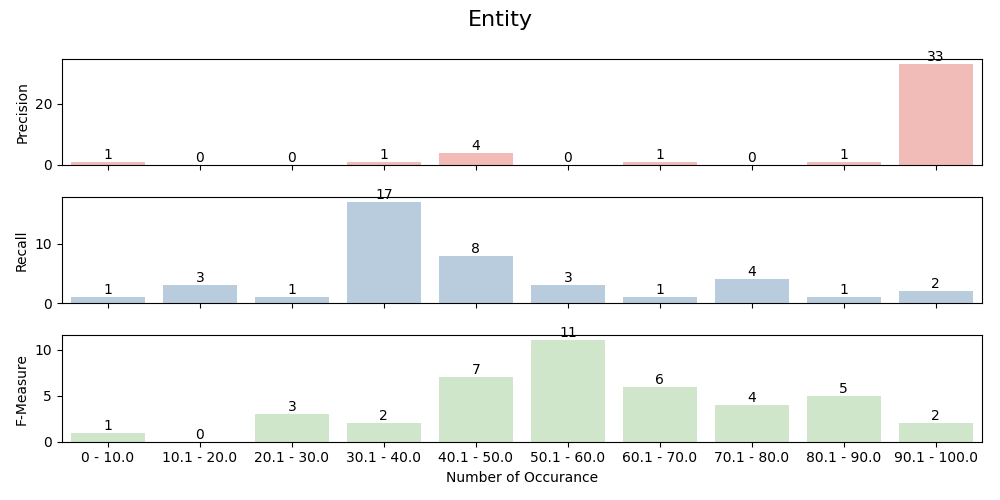 Entity
Precision
20
0
1 0 0 1 4 0 1 0 1 33
Recall
10
0
1 3 1 17 8 3 1 4 1 2
F-Measure
10
5
0
1 0 3 2 7 11 6 4 5 2
0 - 10.0 10.1 - 20.0 20.1 - 30.0 30.1 - 40.0 40.1 - 50.0 50.1 - 60.0 60.1 - 70.0 70.1 - 80.0 80.1 - 90.0 90.1 - 100.0
Number of Occurance